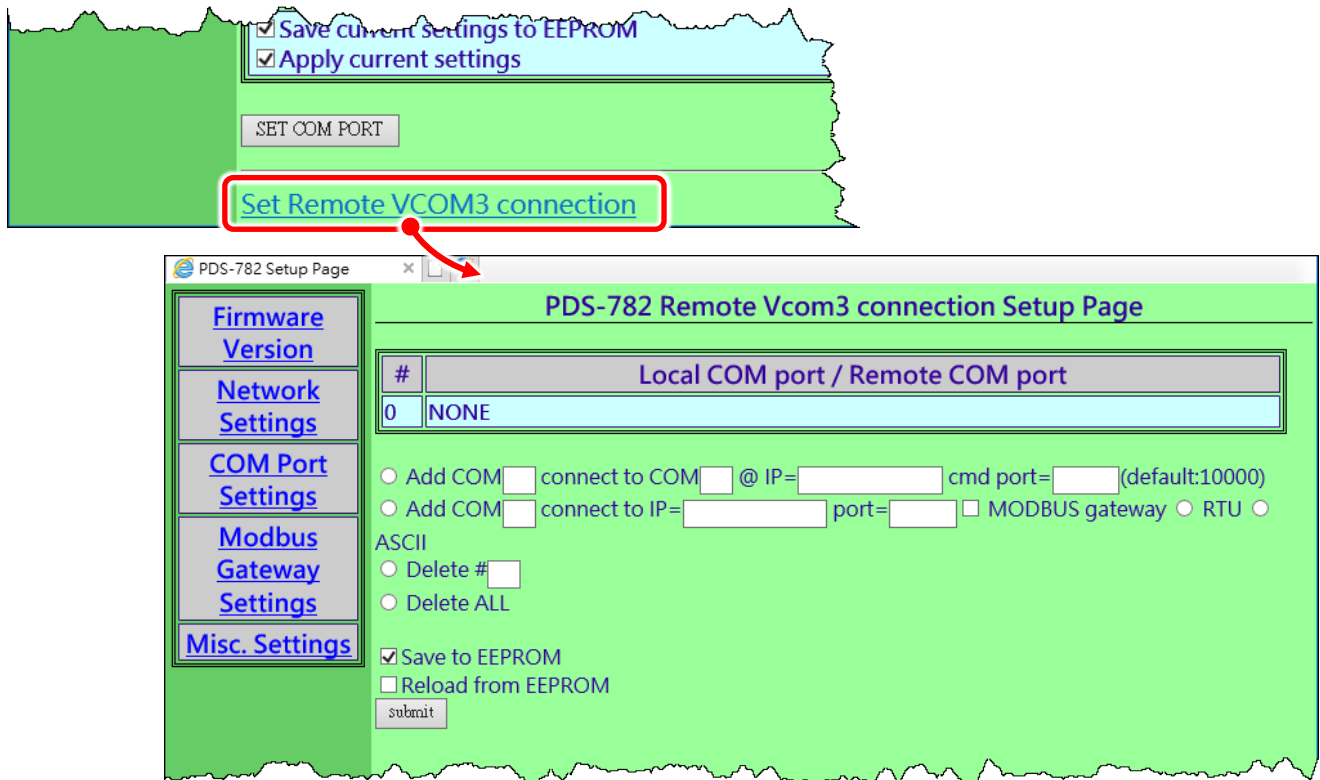 Save current settings to EEPROM
Apply current settings
SET COM PORT
Set Remote VCOM3 connection
PDS-782 Setup Page
Firmware
Version
Network
Settings
COM Port
Settings
Modbus
Gateway
Settings
Misc. Settings
PDS-782 Remote Vcom3 connection Setup Page
# Local COM port / Remote COM port
0 NONE
Add COM connect to COM @ IP= cmd port= (default:10000)
Add COM connect to IP= port= MODBUS gateway RTU
ASCII
Delete #
Delete ALL
Save to EEPROM
Reload from EEPROM
submit